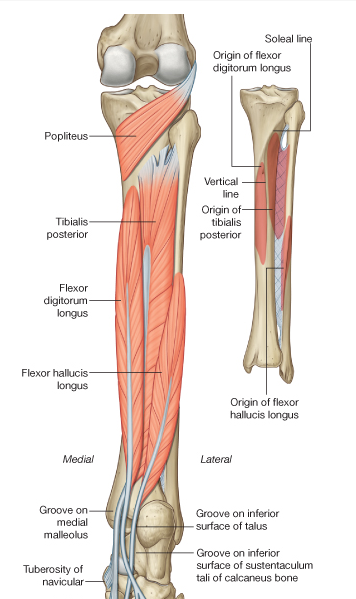 Soleal line
Origin of flexor
digitorum longus
Popliteus
Vertical
line
Origin of
tibialis
posterior
Tibialis
posterior
Flexor
digitorum
longus
Flexor hallucis
longus
Origin of flexor
hallucis longus
Medial
Lateral
Groove on
medial
malleolus
Groove on inferior
surface of talus
Groove on inferior
surface of sustentaculum
tali of calcaneus bone
Tuberosity of
navicular